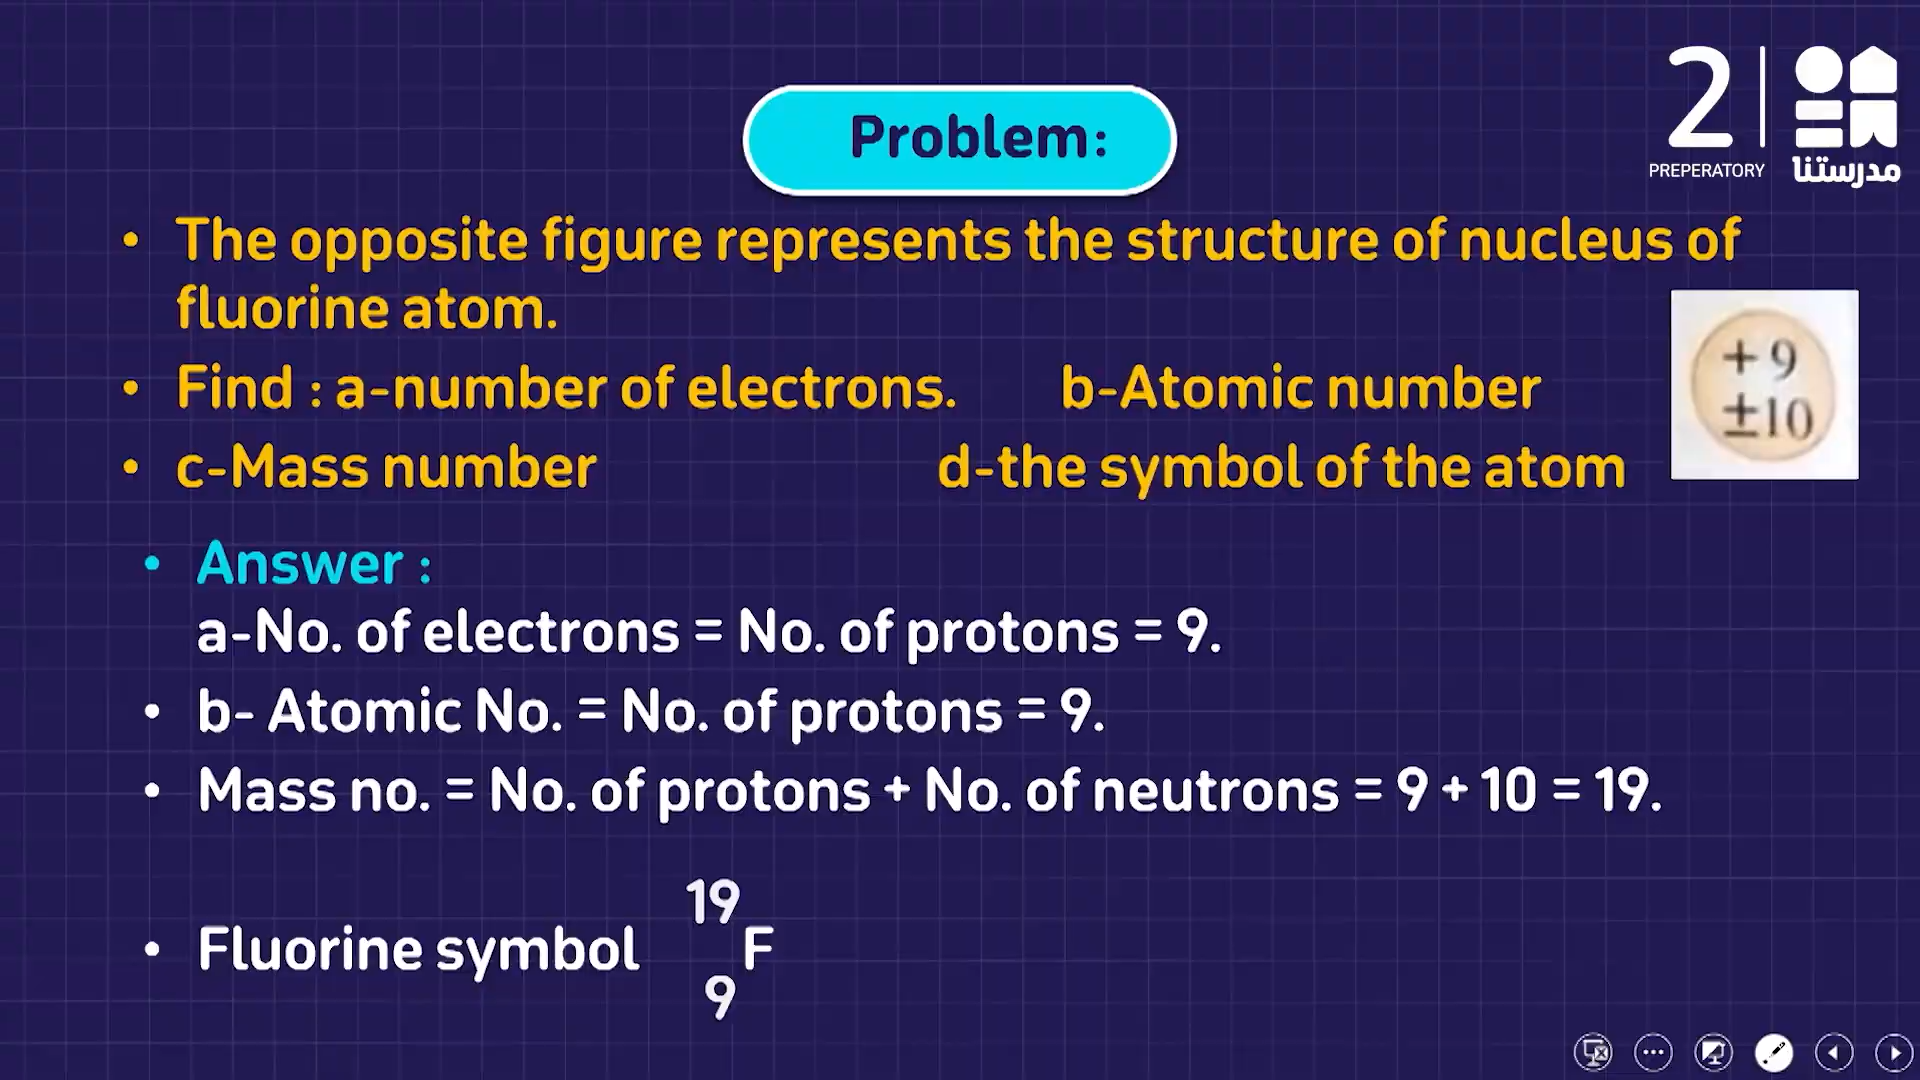 2
PREPERATORY
مدرستنا
Problem:
• The opposite figure represents the structure of nucleus of
fluorine atom.
• Find : a-number of electrons. b-Atomic number
• c-Mass number d-the symbol of the atom
+9
±10
• Answer :
a-No. of electrons = No. of protons = 9.
• b- Atomic No. = No. of protons = 9.
• Mass no. = No. of protons + No. of neutrons = 9 + 10 = 19.
19
• Fluorine symbol F
9